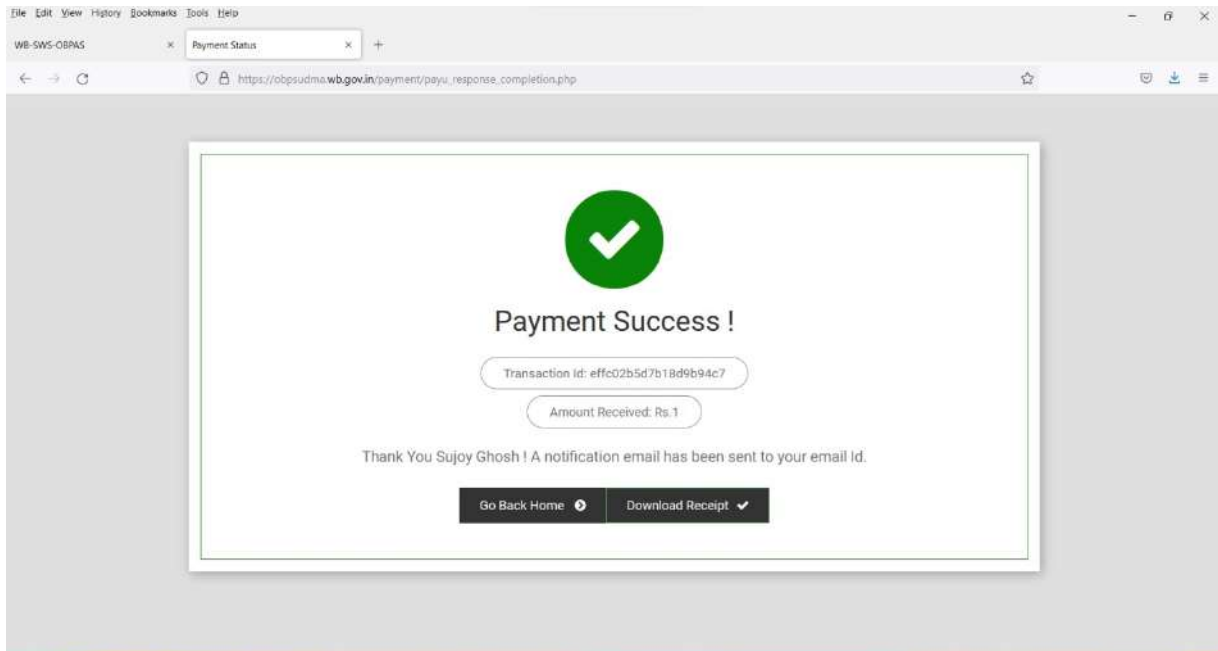 File Edit View History Bookmarks Tools Help
WB-SWS-OBPAS
Payment Status
https://obpsudma.wb.gov.in/payment/payu_response_completion.php
Payment Success !
Transaction Id: effc02b5d7b18d9b94c7
Amount Received: Rs.1
Thank You Sujoy Ghosh ! A notification email has been sent to your email Id.
Go Back Home
Download Receipt